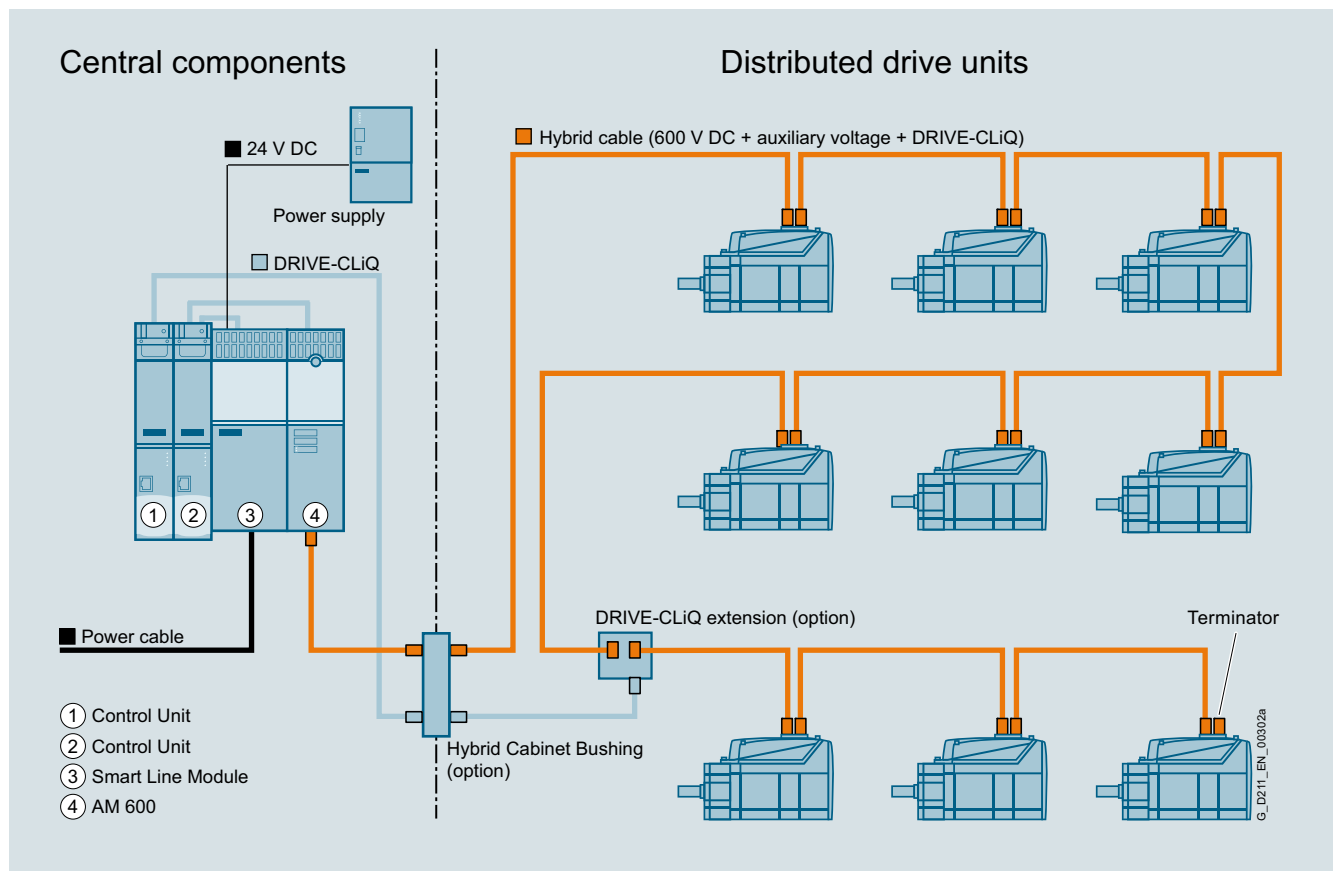 Central components
Distributed drive units
24 V DC
Hybrid cable (600 V DC + auxiliary voltage + DRIVE-CLiQ)
Power supply
DRIVE-CLiQ
1
2
3
4
DRIVE-CLiQ extension (option)
Terminator
Power cable
1 Control Unit
2 Control Unit
3 Smart Line Module
4 AM 600
Hybrid Cabinet Bushing
(option)
G_D211_EN_00302a